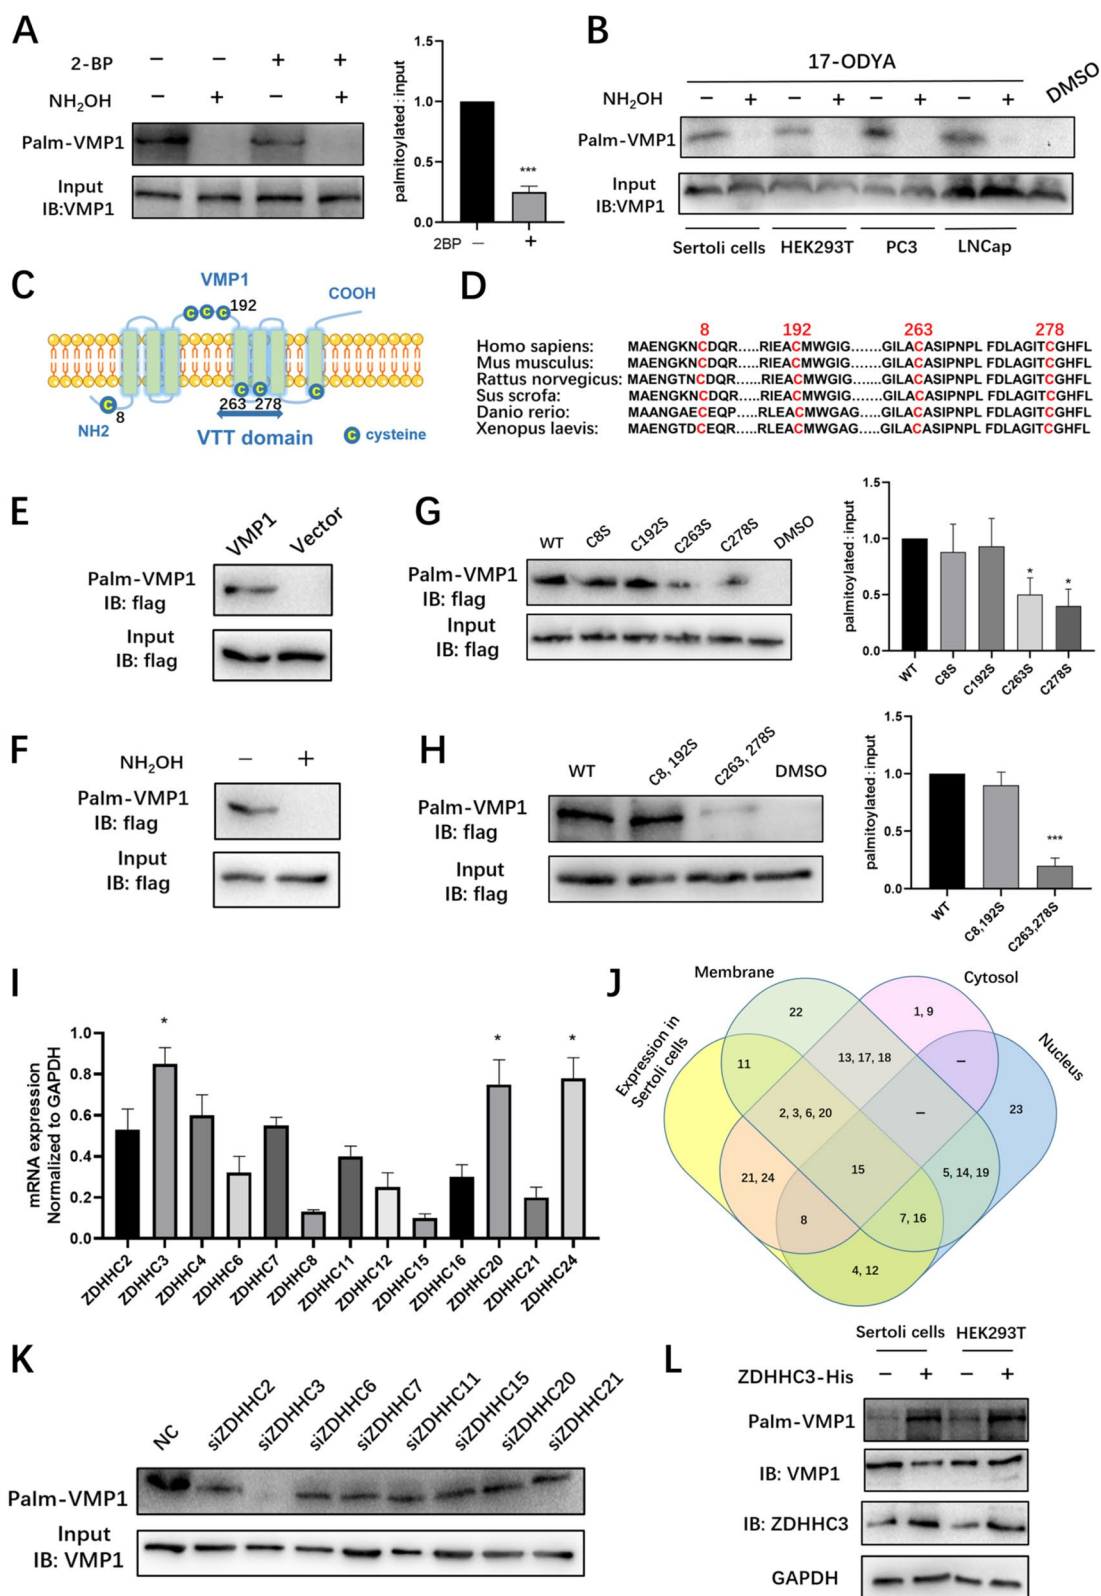 A
2-BP − − + +
NH2OH − + − +
Palm-VMP1
Input
IB:VMP1
palmitoylated:input
1.5
1.0
0.5
0.0
***
2BP − +
B
17-ODYA
NH2OH − + − + − + − + DMSO
Palm-VMP1
Input
IB:VMP1
Sertoli cells HEK293T PC3 LNCap
C
VMP1
COOH
C C C 192
C C C C
8
263 278
NH2
VTT domain
C cysteine
D
8 192 263 278
Homo sapiens: MAENGKNCDQR.....RIEACMWGIG.......GILACASIPNPL FDLAGITCGHFL
Mus musculus: MAENGKNCDQR.....RIEACMWGIG.......GILACASIPNPL FDLAGITCGHFL
Rattus norvegicus: MAENGTNCDQR.....RIEACMWGIG.......GILACASIPNPL FDLAGITCGHFL
Sus scrofa: MAENGKNCDQR.....RIEACMWGIG.......GILACASIPNPL FDLAGITCGHFL
Danio rerio: MAANGAECEQP.....RLEACMWGAG......GILACASIPNPL FDLAGITCGHFL
Xenopus laevis: MAENGTDCEQR.....RLEACMWGAG.....GILACASIPNPL FDLAGITCGHFL
E
VMP1 Vector
Palm-VMP1
IB: flag
Input
IB: flag
G
WT C8S C192S C263S C278S DMSO
Palm-VMP1
IB: flag
Input
IB: flag
palmitoylated:input
1.5
1.0
0.5
0.0
* *
WT C8S C192S C263S C278S
F
NH2OH − +
Palm-VMP1
IB: flag
Input
IB: flag
H
WT C8, 192S C263, 278S DMSO
Palm-VMP1
IB: flag
Input
IB: flag
palmitoylated:input
1.5
1.0
0.5
0.0
***
WT C8,192S C263,278S
I
mRNA expression
Normalized to GAPDH
1.0
0.8
0.6
0.4
0.2
0.0
* * *
ZDHHC2 ZDHHC3 ZDHHC4 ZDHHC6 ZDHHC7 ZDHHC8 ZDHHC11 ZDHHC12 ZDHHC15 ZDHHC16 ZDHHC20 ZDHHC21 ZDHHC24
J
Membrane Cytosol
Expression in
Sertoli cells
Nucleus
22
1, 9
11
13, 17, 18
−
2, 3, 6, 20
−
23
21, 24
15
5, 14, 19
8
7, 16
4, 12
K
NC siZDHHC2 siZDHHC3 siZDHHC6 siZDHHC7 siZDHHC11 siZDHHC15 siZDHHC20 siZDHHC21
Palm-VMP1
Input
IB: VMP1
L
Sertoli cells HEK293T
ZDHHC3-His − + − +
Palm-VMP1
IB: VMP1
IB: ZDHHC3
GAPDH